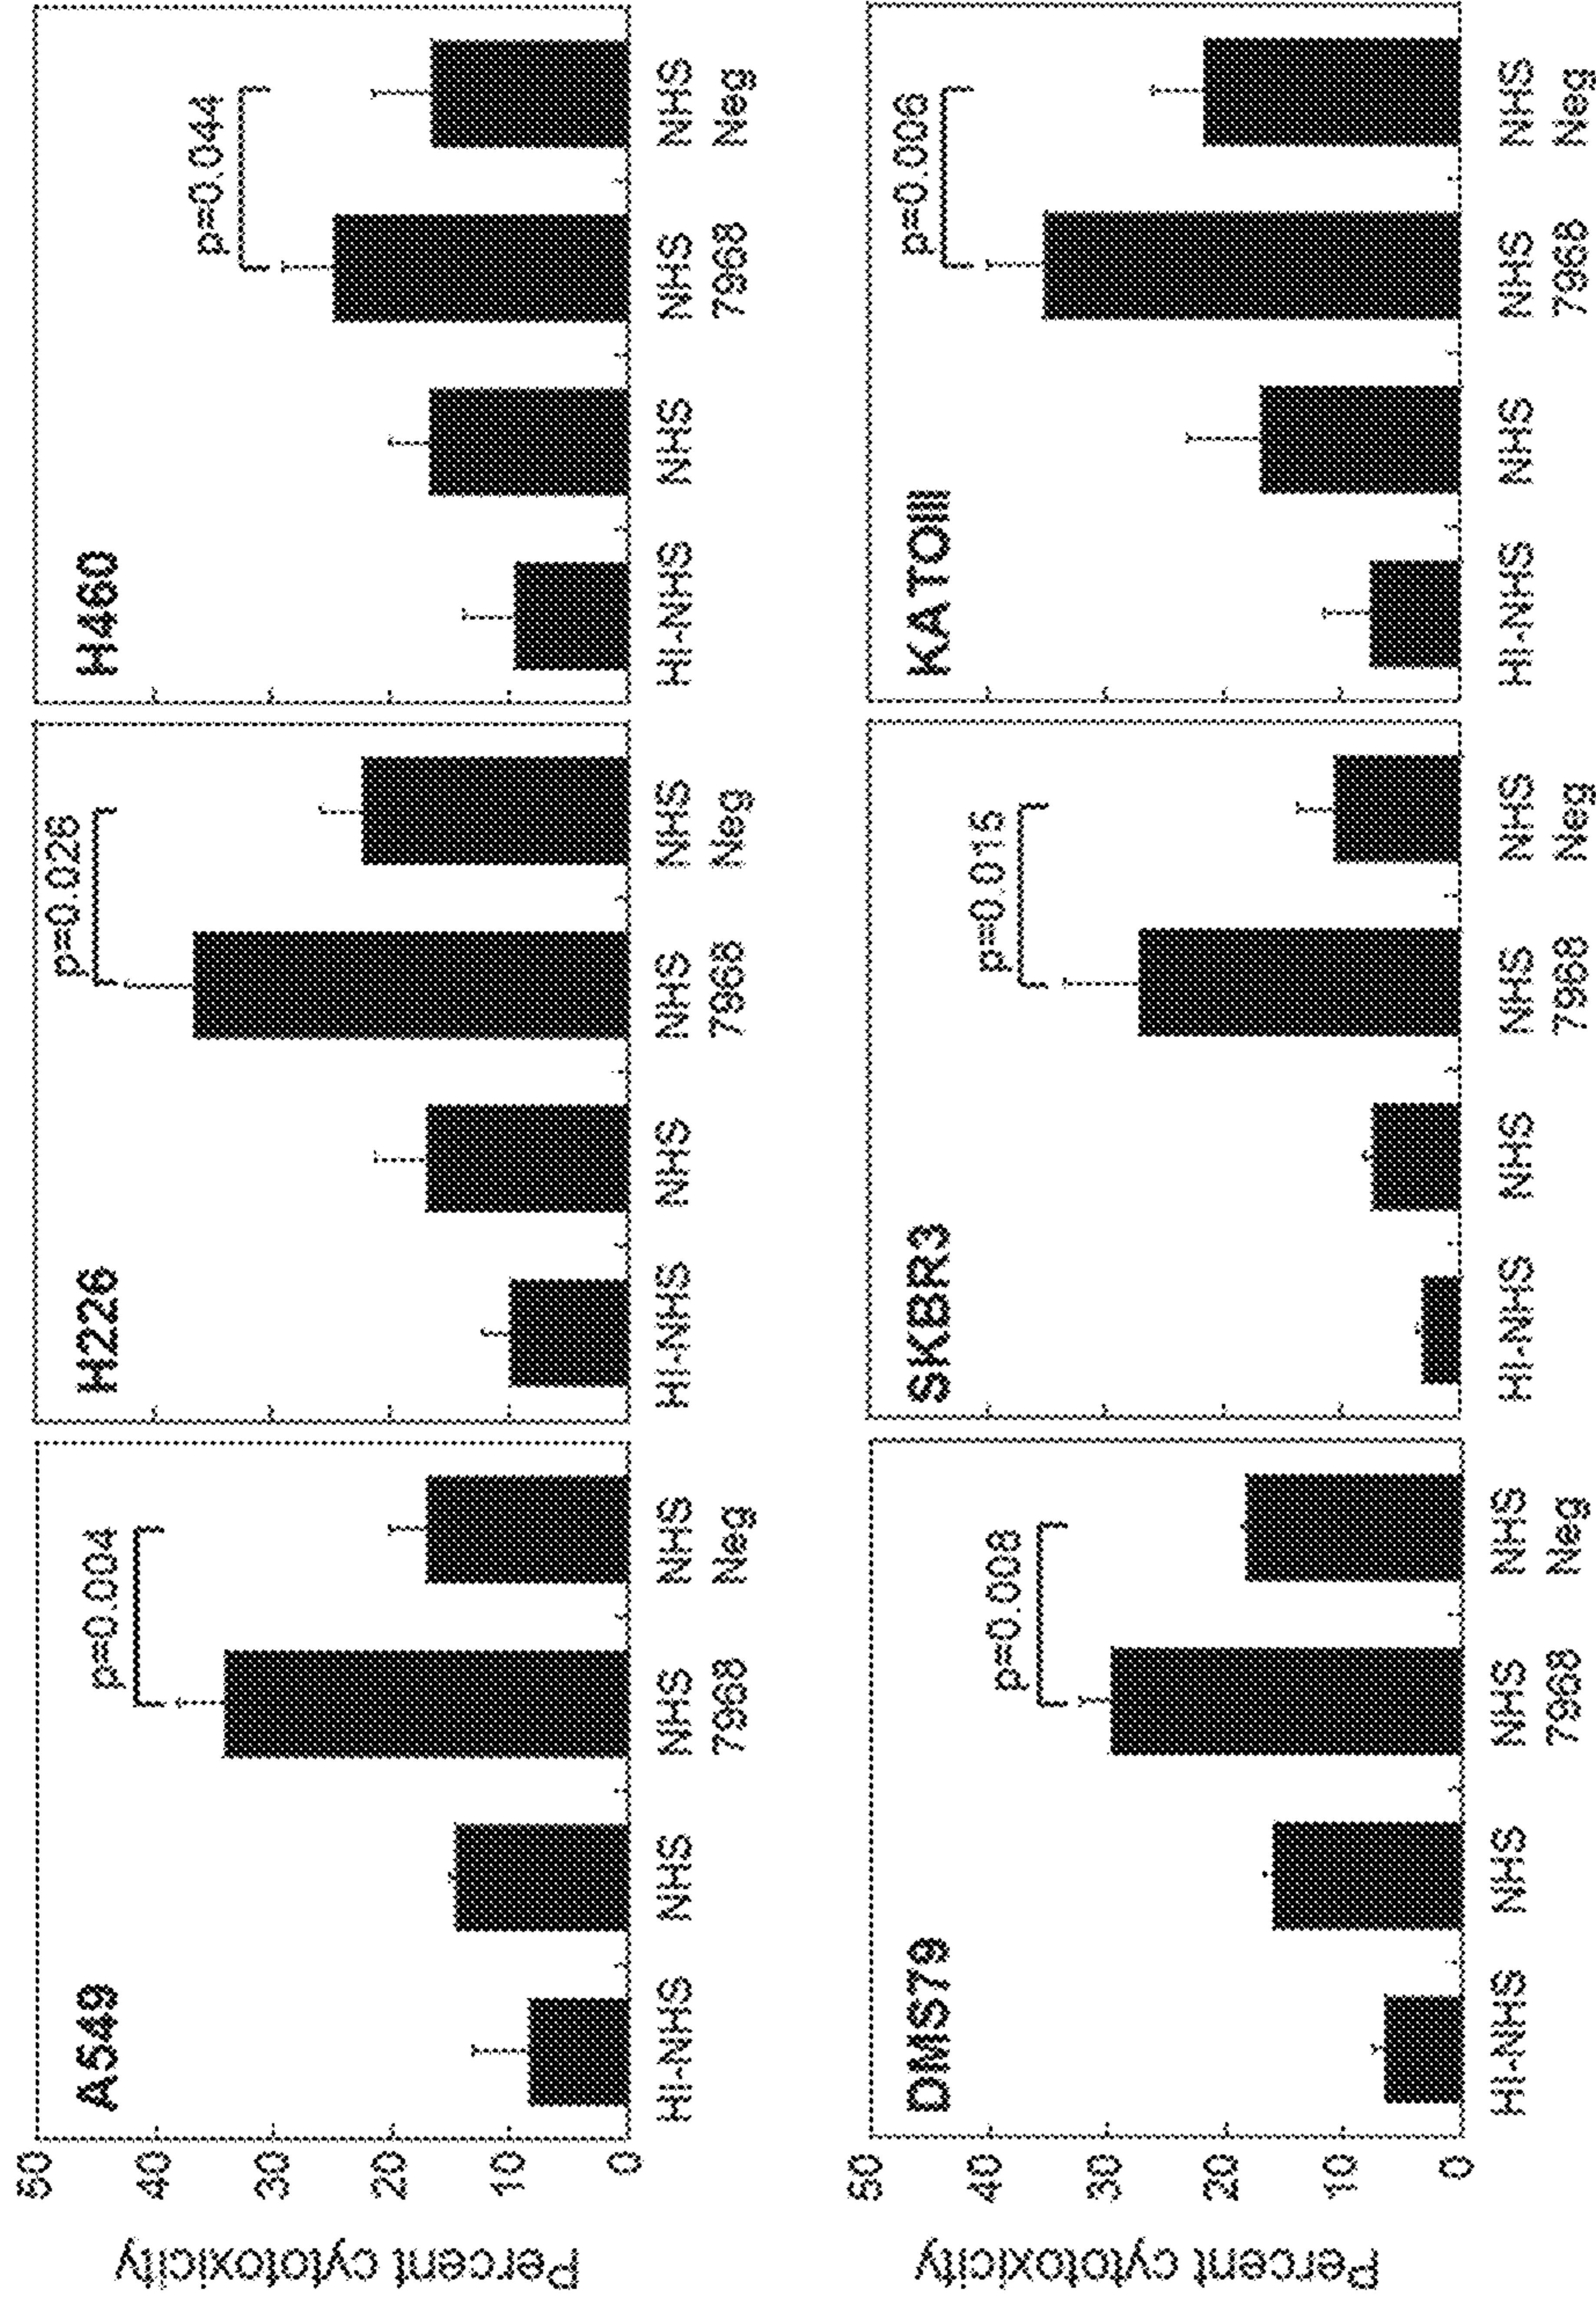 A549
p=0.004
Percent cytotoxicity
50
40
30
20
10
0
HI-NHS NHS NHS NHS
7968 Neg
H226
p=0.026
HI-NHS NHS NHS NHS
7968 Neg
H460
p=0.044
HI-NHS NHS NHS NHS
7968 Neg
DMS79
p=0.008
Percent cytotoxicity
50
40
30
20
10
0
HI-NHS NHS NHS NHS
7968 Neg
SKBR3
p=0.015
HI-NHS NHS NHS NHS
7968 Neg
KATOIII
p=0.006
HI-NHS NHS NHS NHS
7968 Neg